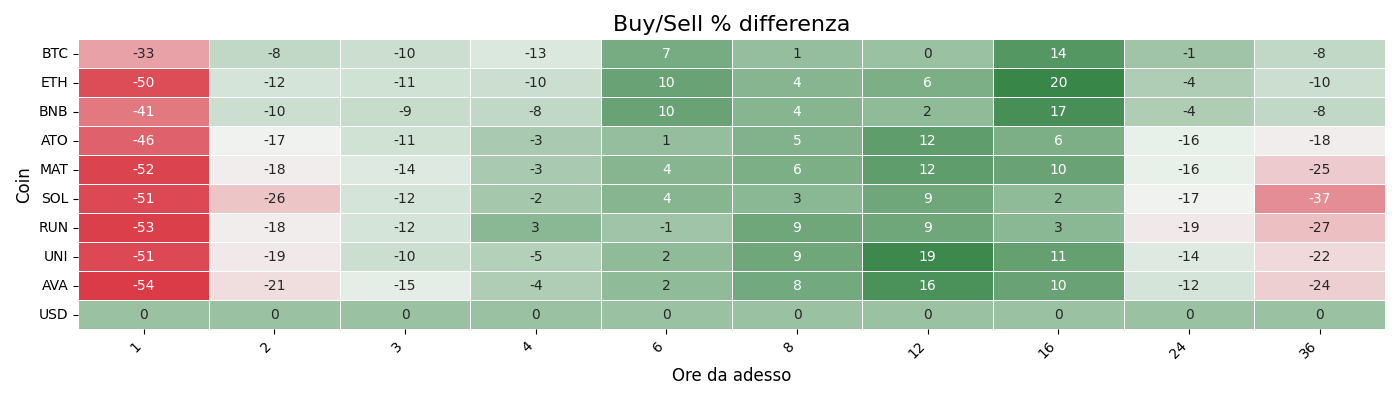 Buy/Sell % differenza
Coin
BTC -33 -8 -10 -13 7 1 0 14 -1 -8
ETH -50 -12 -11 -10 10 4 6 20 -4 -10
BNB -41 -10 -9 -8 10 4 2 17 -4 -8
ATO -46 -17 -11 -3 1 5 12 6 -16 -18
MAT -52 -18 -14 -3 4 6 12 10 -16 -25
SOL -51 -26 -12 -2 4 3 9 2 -17 -37
RUN -53 -18 -12 3 -1 9 9 3 -19 -27
UNI -51 -19 -10 -5 2 9 19 11 -14 -22
AVA -54 -21 -15 -4 2 8 16 10 -12 -24
USD 0 0 0 0 0 0 0 0 0 0
1 2 3 4 6 8 12 16 24 36
Ore da adesso